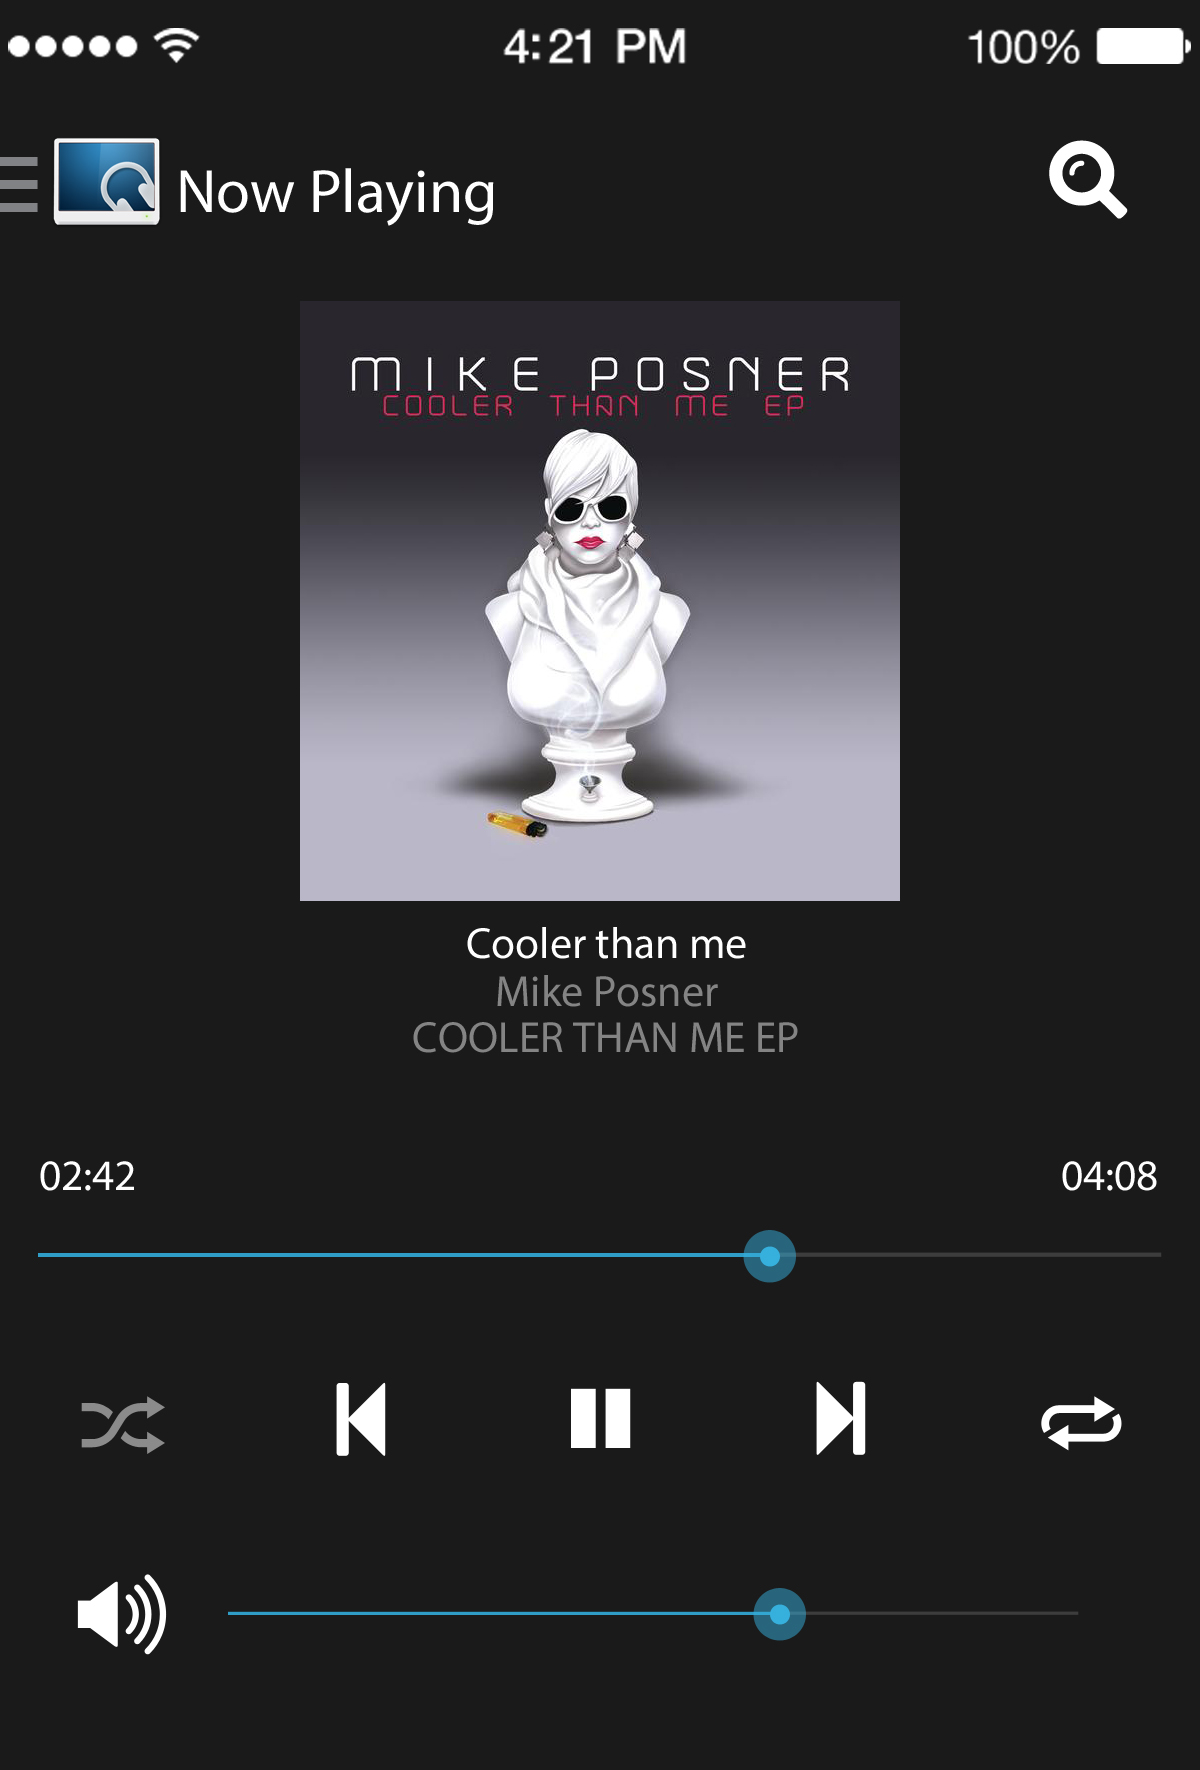 4:21 PM 100%
Now Playing
MIKE POSNER
COOLER THAN ME EP
Cooler than me
Mike Posner
COOLER THAN ME EP
02:42 04:08